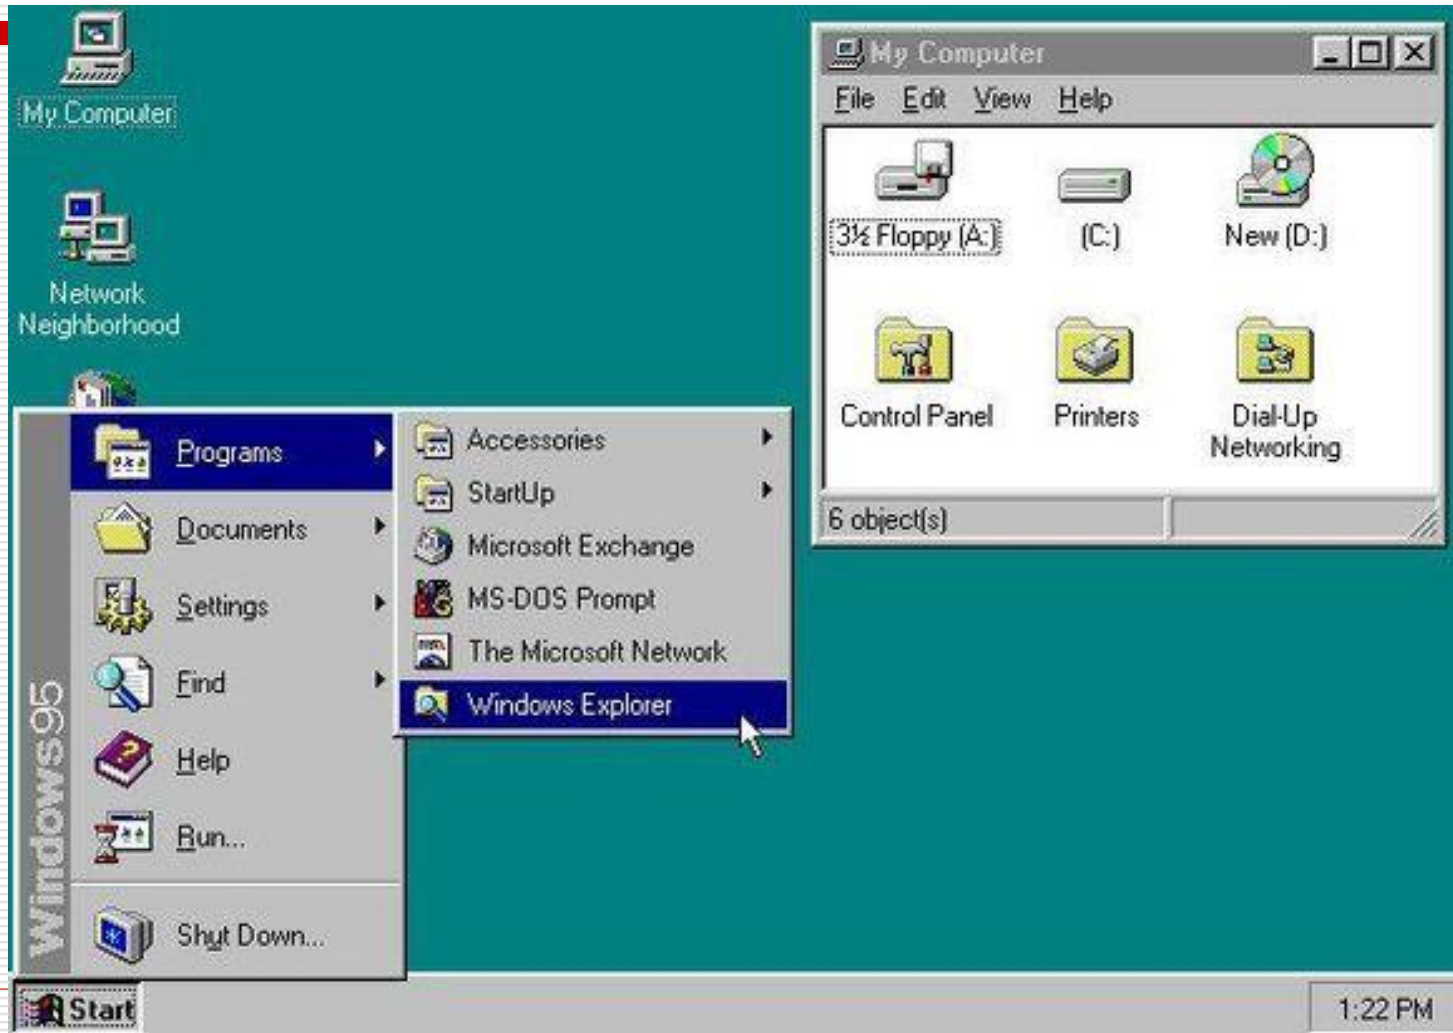 My Computer
Network
Neighborhood
My Computer
File Edit View Help
3½ Floppy (A:) (C:) New (D:)
Control Panel Printers Dial-Up
Networking
6 object(s)
Programs
Documents
Settings
Find
Help
Run...
Shut Down...
Windows95
Accessories
StartUp
Microsoft Exchange
MS-DOS Prompt
The Microsoft Network
Windows Explorer
Start
1:22 PM